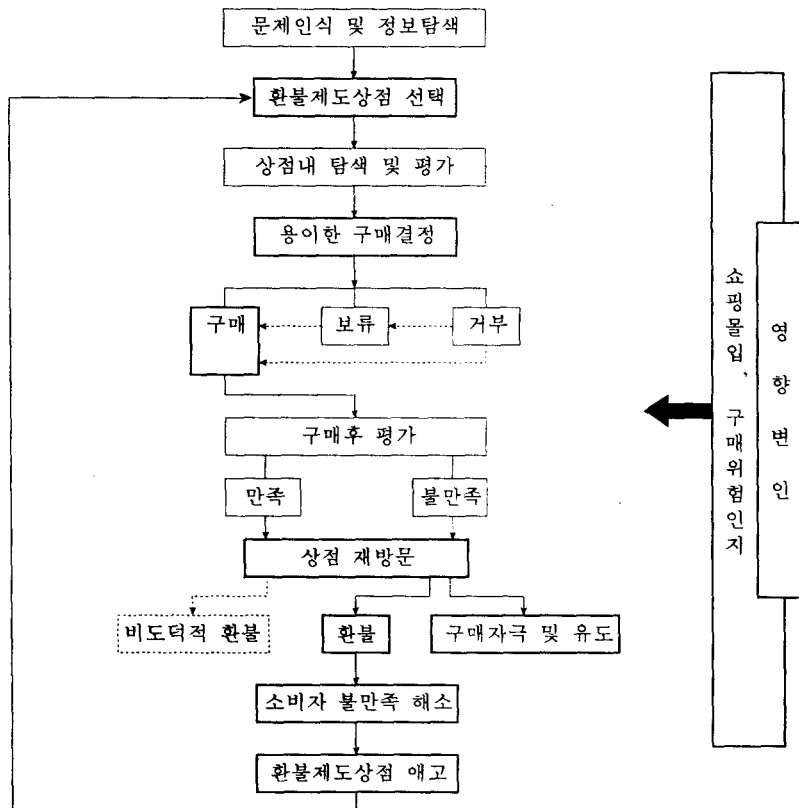 문제인식 및 정보탐색
환불제도상점 선택
상점내 탐색 및 평가
용이한 구매결정
구매
보류
거부
구매후 평가
만족
불만족
상점 재방문
비도덕적 환불
환불
구매자극 및 유도
소비자 불만족 해소
환불제도상점 애고
쇼핑몰입, 구매위험인지
영향변인